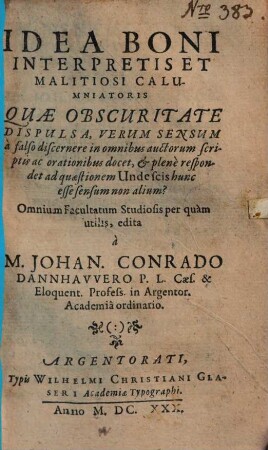 Nro 383
IDEA BONI
INTERPRETIS ET
MALITIOSI CALU-
MNIATORIS
QUÆ OBSCURITATE
DISPULSA, VERUM SENSUM
à falso discernere in omnibus auctorum scri-
ptis ac orationibus docet, & plenè respon-
det ad quæstionem Unde scis hunc
esse sensum non alium?
Omnium Facultatum Studiosis per quàm
utilis, edita
à
M. JOHAN. CONRADO
DANNHAVVERO P. L. Cæs. &
Eloquent. Profess. in Argentor.
Academiâ ordinario.
(:)
ARGENTORATI,
Typis WILHELMI CHRISTIANI GLA-
SERI Academiæ Typographi.
Anno M. DC. XXX.